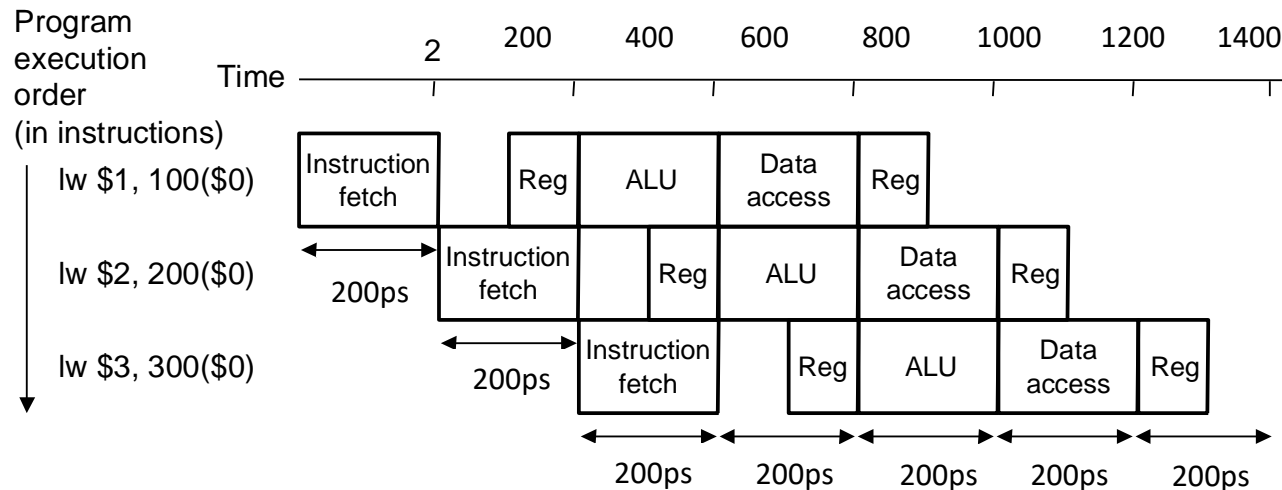 Program
execution
order
(in instructions)
Time
2 200 400 600 800 1000 1200 1400
lw $1, 100($0)
Instruction
fetch
Reg
ALU
Data
access
Reg
200ps
lw $2, 200($0)
Instruction
fetch
Reg
ALU
Data
access
Reg
200ps
lw $3, 300($0)
Instruction
fetch
Reg
ALU
Data
access
Reg
200ps 200ps 200ps 200ps 200ps